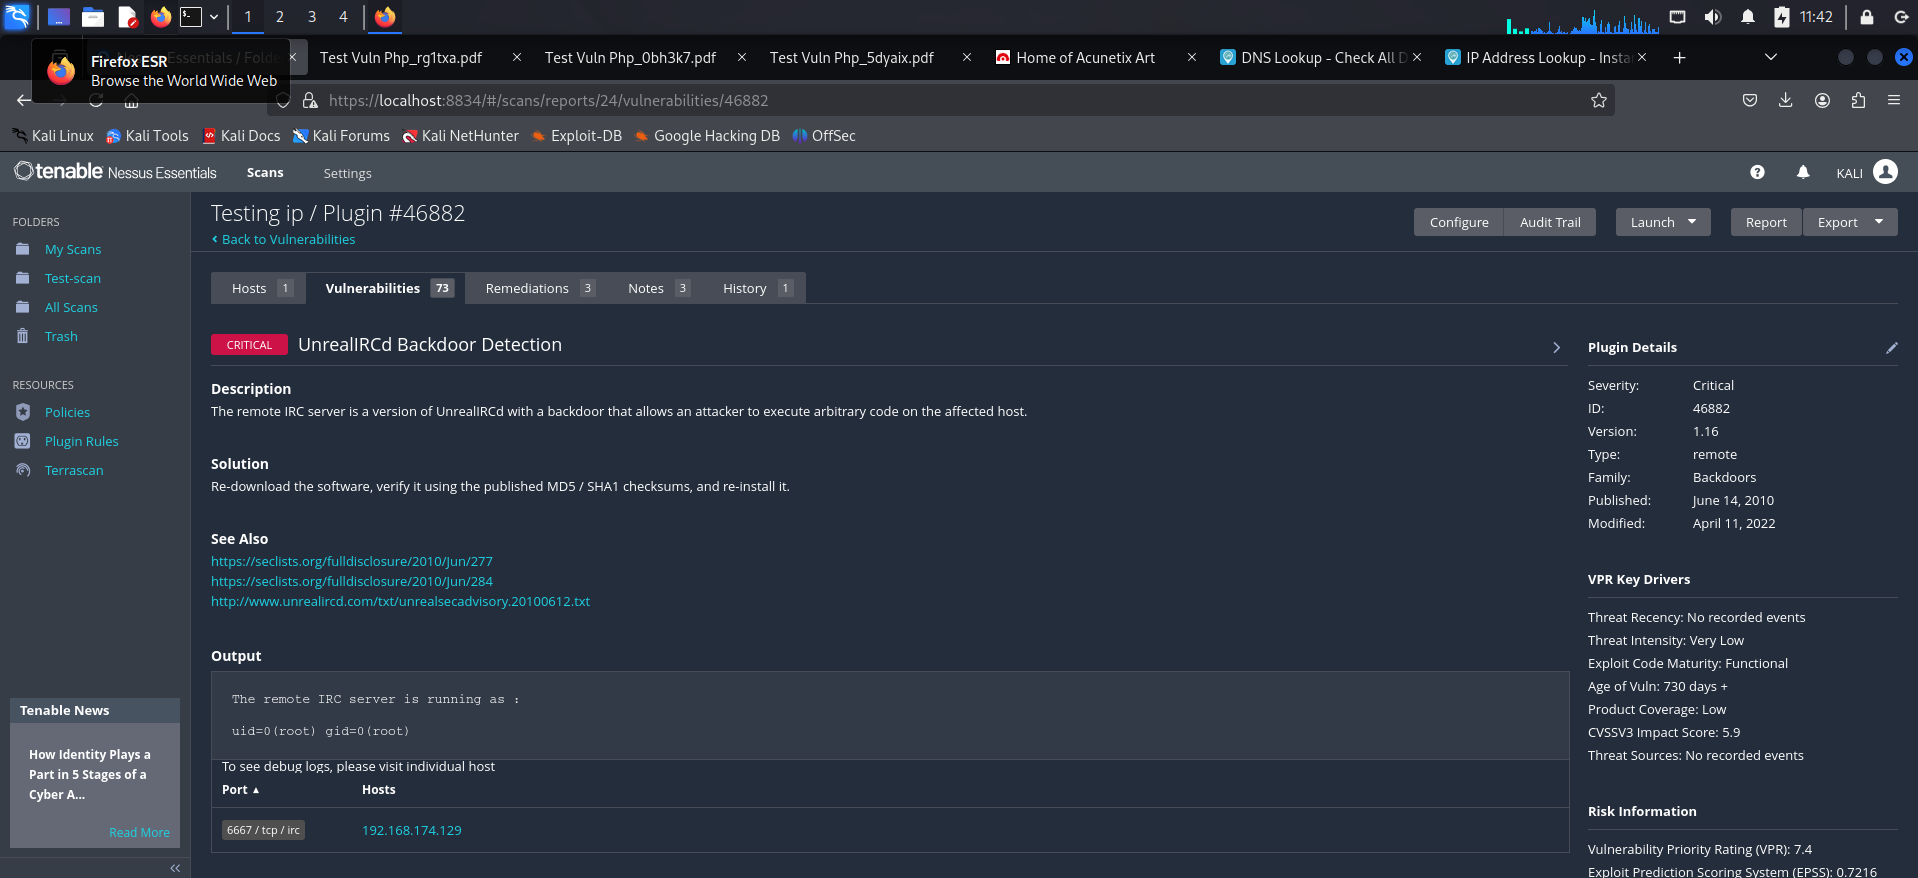 1 2 3 4 11:42
Firefox ESR
Browse the World Wide Web
Essentials / Folde Test Vuln Php_rg1txa.pdf Test Vuln Php_0bh3k7.pdf Test Vuln Php_5dyaix.pdf Home of Acunetix Art DNS Lookup - Check All D IP Address Lookup - Instar
https://localhost:8834/#/scans/reports/24/vulnerabilities/46882
Kali Linux Kali Tools Kali Docs Kali Forums Kali NetHunter Exploit-DB Google Hacking DB OffSec
tenable Nessus Essentials Scans Settings KALI
FOLDERS
My Scans
Test-scan
All Scans
Trash
RESOURCES
Policies
Plugin Rules
Terrascan
Tenable News
How Identity Plays a
Part in 5 Stages of a
Cyber A...
Read More
Testing ip / Plugin #46882
Back to Vulnerabilities
Configure Audit Trail Launch Report Export
Hosts 1 Vulnerabilities 73 Remediations 3 Notes 3 History 1
CRITICAL UnrealIRCd Backdoor Detection
Description
The remote IRC server is a version of UnrealIRCd with a backdoor that allows an attacker to execute arbitrary code on the affected host.
Solution
Re-download the software, verify it using the published MD5 / SHA1 checksums, and re-install it.
See Also
https://seclists.org/fulldisclosure/2010/Jun/277
https://seclists.org/fulldisclosure/2010/Jun/284
http://www.unrealircd.com/txt/unrealsecadvisory.20100612.txt
Output
The remote IRC server is running as :
uid=0(root) gid=0(root)
To see debug logs, please visit individual host
Port ▲ Hosts
6667 / tcp / irc 192.168.174.129
Plugin Details
Severity: Critical
ID: 46882
Version: 1.16
Type: remote
Family: Backdoors
Published: June 14, 2010
Modified: April 11, 2022
VPR Key Drivers
Threat Recency: No recorded events
Threat Intensity: Very Low
Exploit Code Maturity: Functional
Age of Vuln: 730 days +
Product Coverage: Low
CVSSV3 Impact Score: 5.9
Threat Sources: No recorded events
Risk Information
Vulnerability Priority Rating (VPR): 7.4
Exploit Prediction Scoring System (EPSS): 0.7216